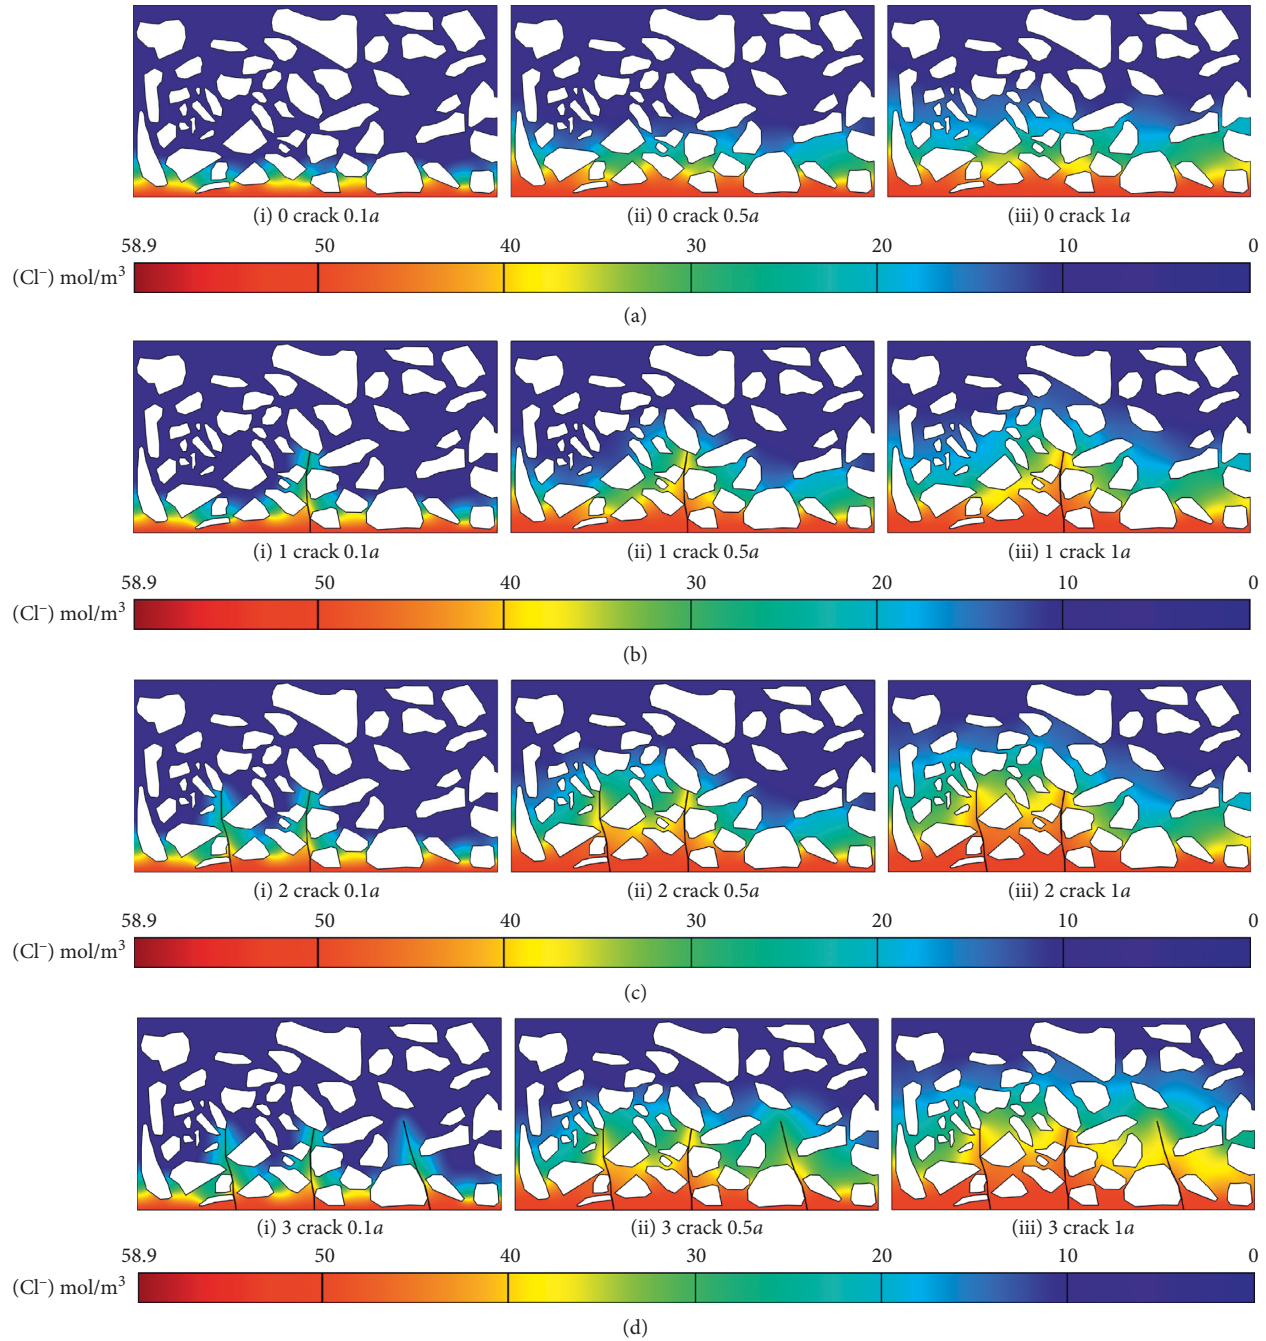 (i) 0 crack 0.1a
(ii) 0 crack 0.5a
(iii) 0 crack 1a
58.9 50 40 30 20 10 0
(Cl⁻) mol/m³
(a)
(i) 1 crack 0.1a
(ii) 1 crack 0.5a
(iii) 1 crack 1a
58.9 50 40 30 20 10 0
(Cl⁻) mol/m³
(b)
(i) 2 crack 0.1a
(ii) 2 crack 0.5a
(iii) 2 crack 1a
58.9 50 40 30 20 10 0
(Cl⁻) mol/m³
(c)
(i) 3 crack 0.1a
(ii) 3 crack 0.5a
(iii) 3 crack 1a
58.9 50 40 30 20 10 0
(Cl⁻) mol/m³
(d)